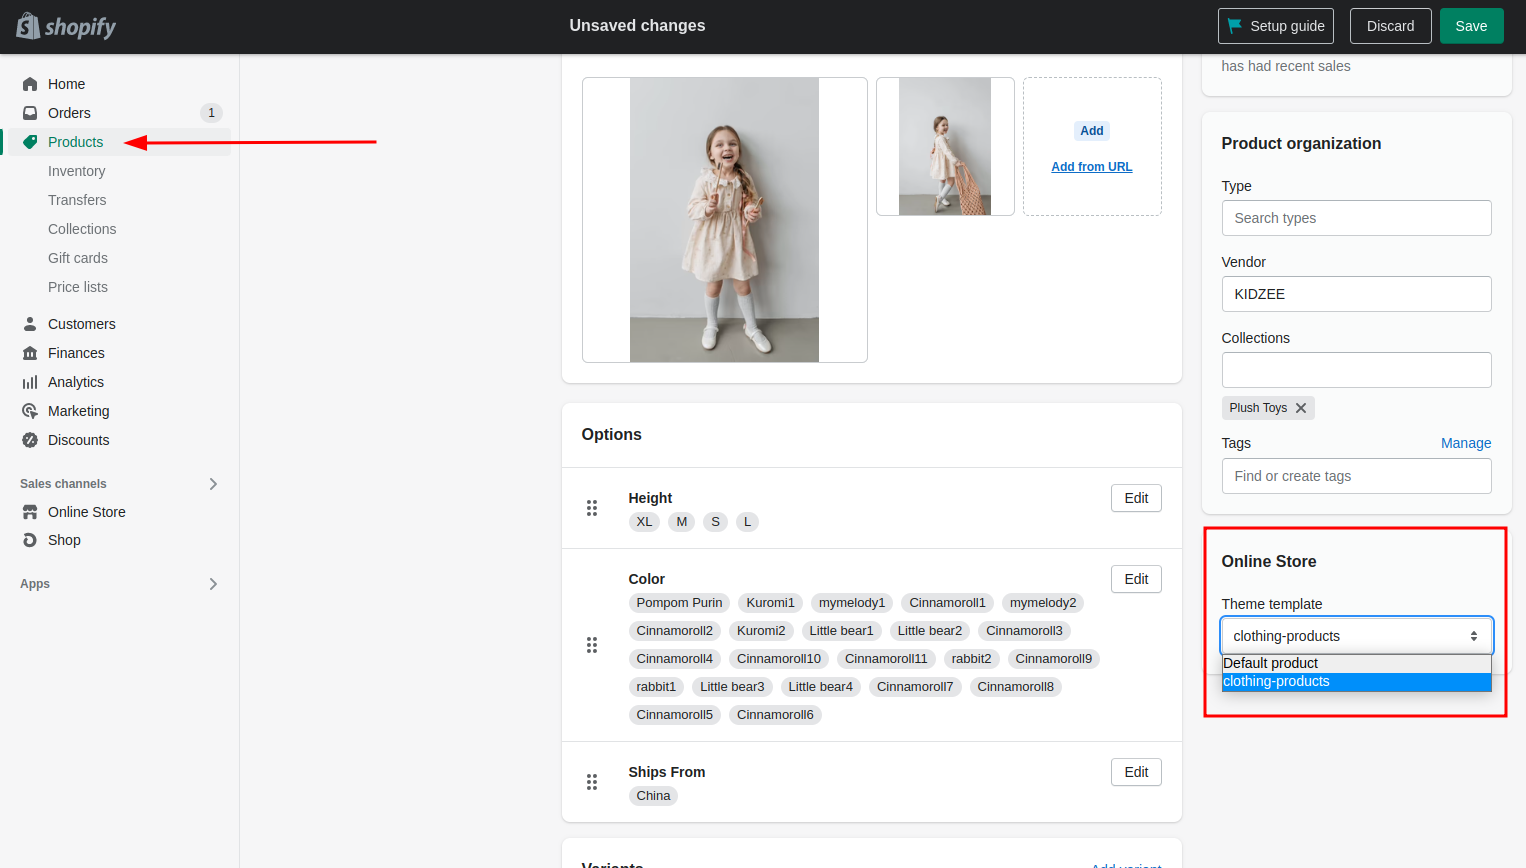 shopify
Unsaved changes
Setup guide
Discard
Save
Home
Orders
1
Products
Inventory
Transfers
Collections
Gift cards
Price lists
Customers
Finances
Analytics
Marketing
Discounts
Sales channels
Online Store
Shop
Apps
Add
Add from URL
Options
Height
Edit
XL M S L
Color
Edit
Pompom Purin Kuromi1 mymelody1 Cinnamoroll1 mymelody2
Cinnamoroll2 Kuromi2 Little bear1 Little bear2 Cinnamoroll3
Cinnamoroll4 Cinnamoroll10 Cinnamoroll11 rabbit2 Cinnamoroll9
rabbit1 Little bear3 Little bear4 Cinnamoroll7 Cinnamoroll8
Cinnamoroll5 Cinnamoroll6
Ships From
Edit
China
Variants
Add variant
has had recent sales
Product organization
Type
Search types
Vendor
KIDZEE
Collections
Plush Toys
Tags
Manage
Find or create tags
Online Store
Theme template
clothing-products
Default product
clothing-products